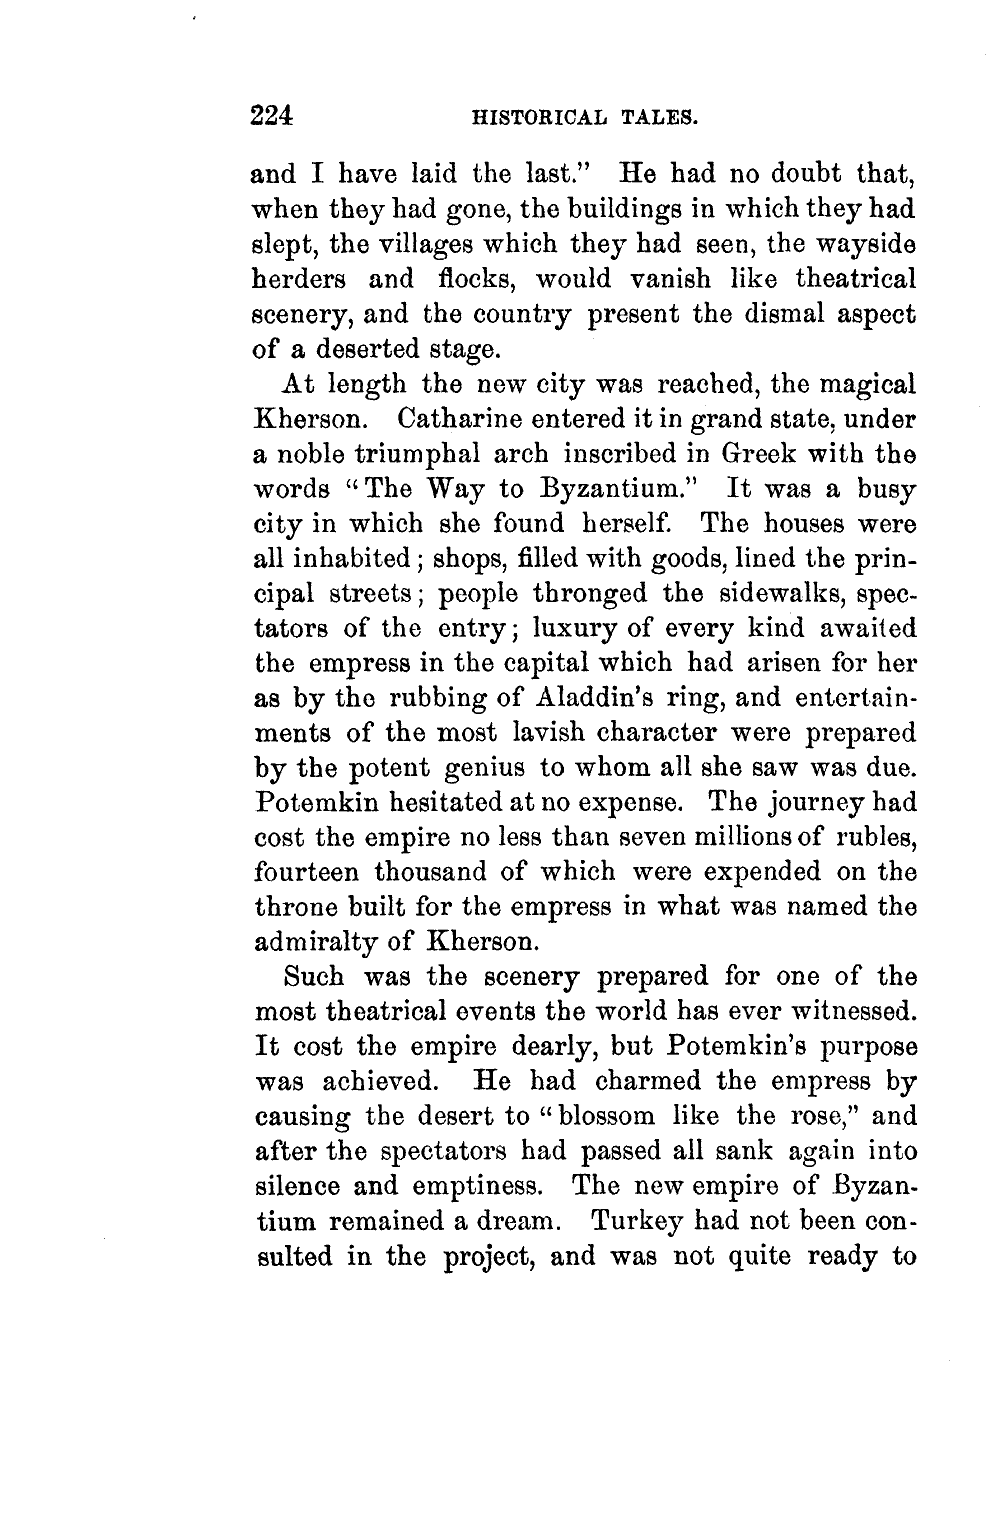 224 HISTORICAL TALES.
and I have laid the last.” He had no doubt that,
when they had gone, the buildings in which they had
slept, the villages which they had seen, the wayside
herders and flocks, would vanish like theatrical
scenery, and the country present the dismal aspect
of a deserted stage.
At length the new city was reached, the magical
Kherson. Catharine entered it in grand state, under
a noble triumphal arch inscribed in Greek with the
words “The Way to Byzantium.” It was a busy
city in which she found herself. The houses were
all inhabited; shops, filled with goods, lined the prin-
cipal streets; people thronged the sidewalks, spec-
tators of the entry; luxury of every kind awaited
the empress in the capital which had arisen for her
as by the rubbing of Aladdin’s ring, and entertain-
ments of the most lavish character were prepared
by the potent genius to whom all she saw was due.
Potemkin hesitated at no expense. The journey had
cost the empire no less than seven millions of rubles,
fourteen thousand of which were expended on the
throne built for the empress in what was named the
admiralty of Kherson.
Such was the scenery prepared for one of the
most theatrical events the world has ever witnessed.
It cost the empire dearly, but Potemkin’s purpose
was achieved. He had charmed the empress by
causing the desert to “blossom like the rose,” and
after the spectators had passed all sank again into
silence and emptiness. The new empire of Byzan-
tium remained a dream. Turkey had not been con-
sulted in the project, and was not quite ready to